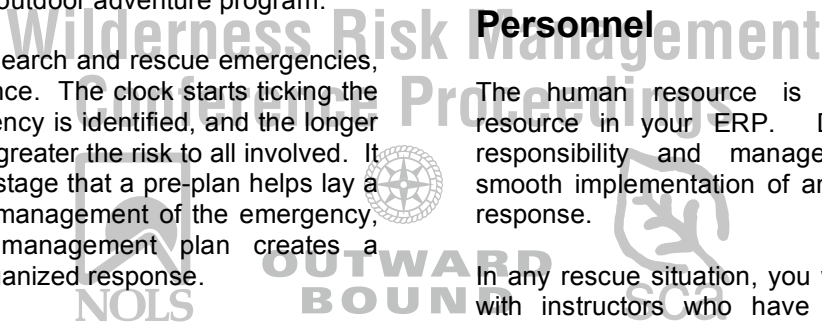 outdoor adventure program.
earch and rescue emergencies,
nce. The clock starts ticking the
ency is identified, and the longer
greater the risk to all involved. It
stage that a pre-plan helps lay a
management of the emergency,
management plan creates a
anized response.
Personnel
The human resource is
resource in your ERP. D
responsibility and manage
smooth implementation of an
response.
In any rescue situation, you
with instructors who have
Wilderness Risk Management
Conference Proceedings
NOLS
OUTWARD
BOUND
SCA